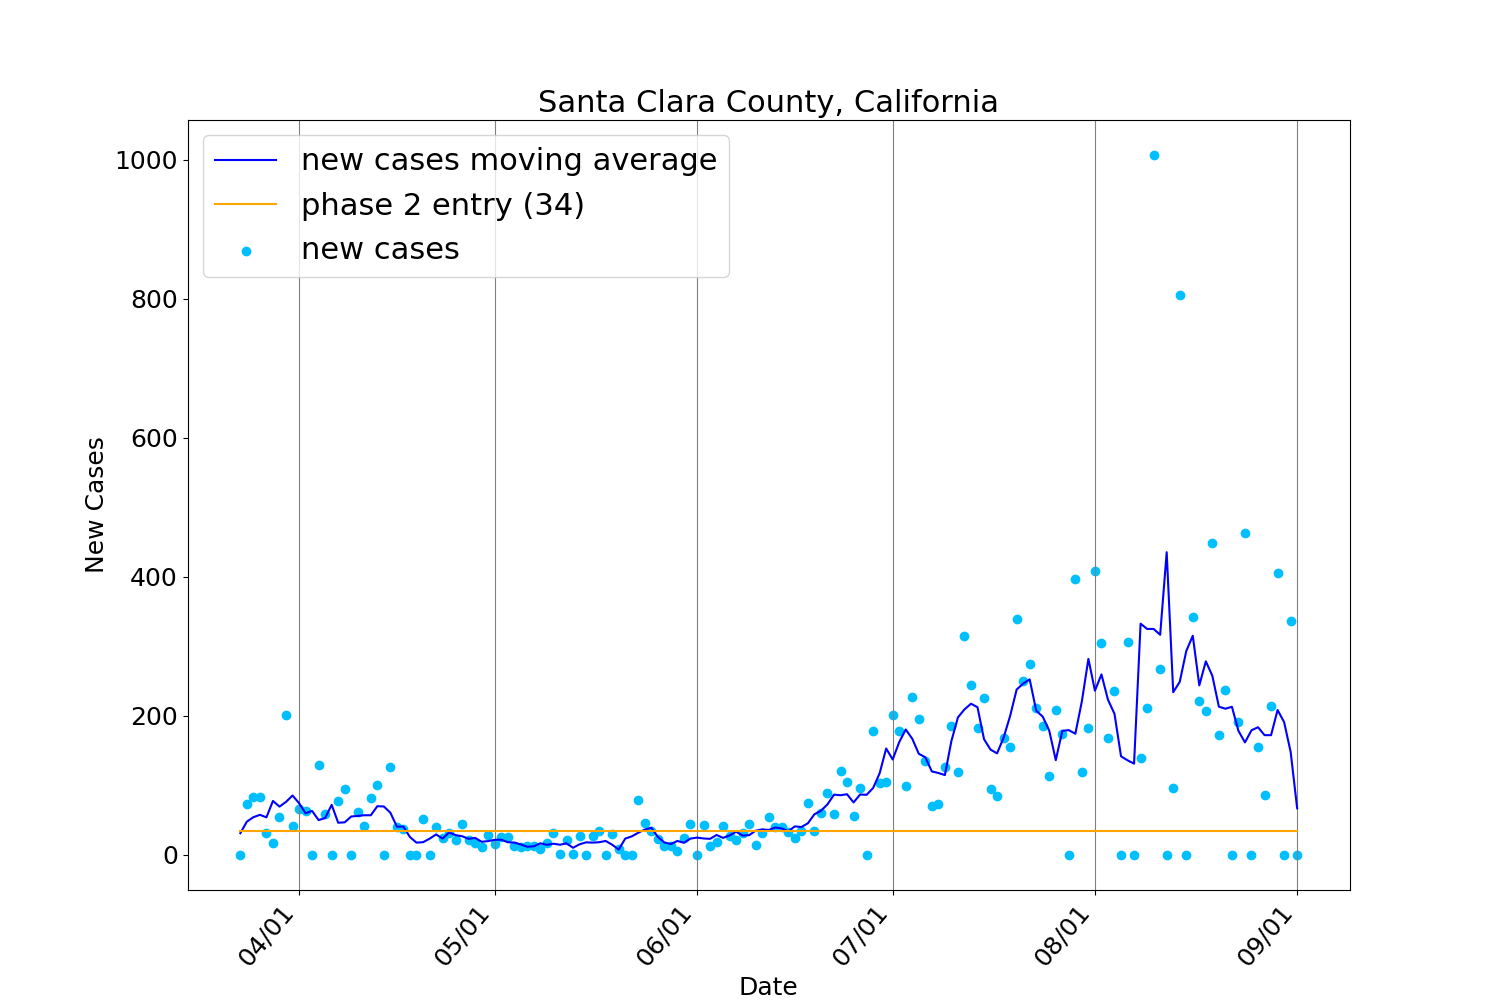 Santa Clara County, California
new cases moving average
phase 2 entry (34)
new cases
1000
800
600
400
200
0
New Cases
04/01
05/01
06/01
07/01
08/01
09/01
Date